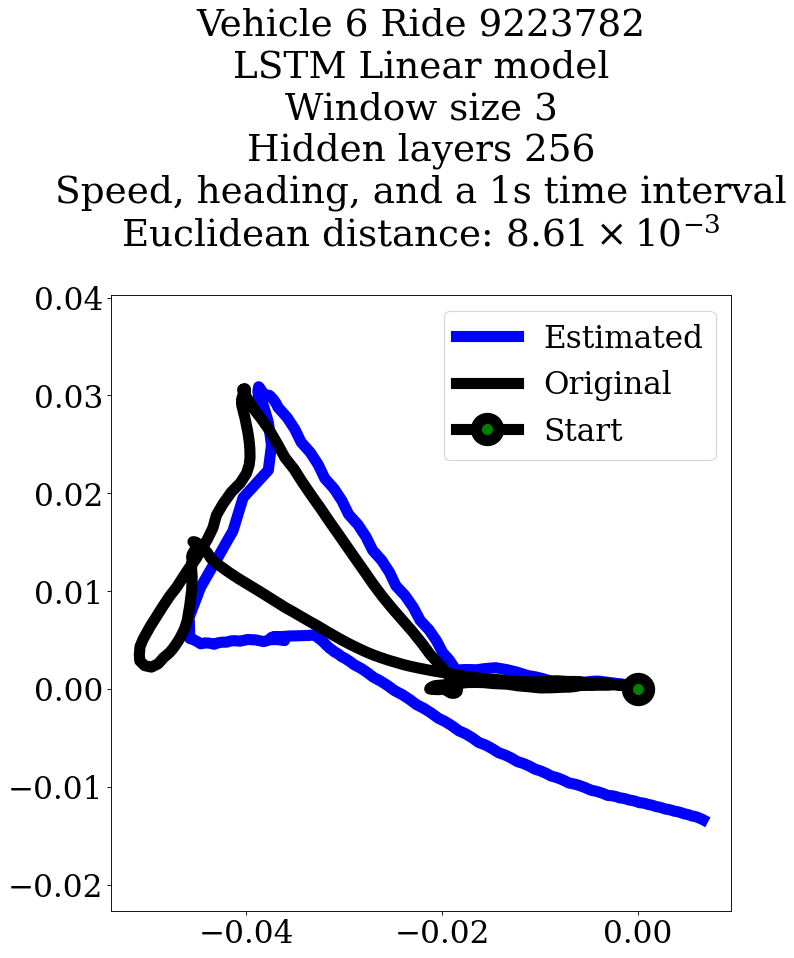 Vehicle 6 Ride 9223782
LSTM Linear model
Window size 3
Hidden layers 256
Speed, heading, and a 1s time interval
Euclidean distance: 8.61 × 10⁻³
0.04
Estimated
0.03
Original
Start
0.02
0.01
0.00
−0.01
−0.02
−0.04 −0.02 0.00